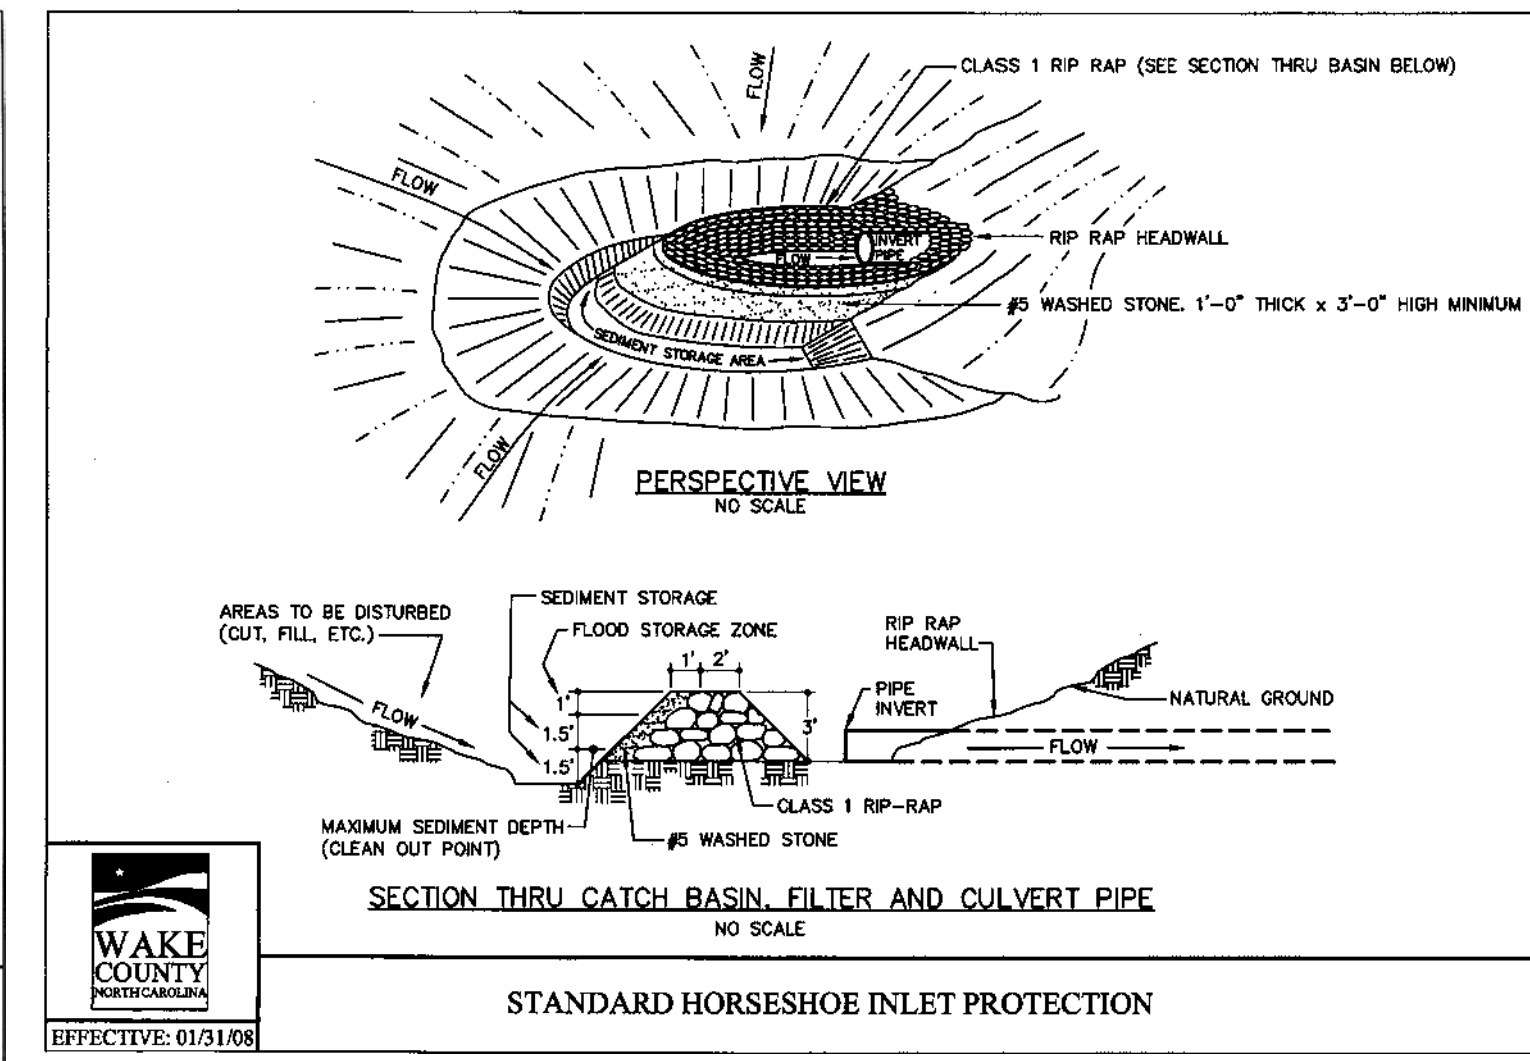 FLOW
CLASS 1 RIP RAP (SEE SECTION THRU BASIN BELOW)
FLOW
RIP RAP HEADWALL
INVERT
PIPE
FLOW
#5 WASHED STONE. 1'-0" THICK x 3'-0" HIGH MINIMUM
SEDIMENT STORAGE AREA
FLOW
PERSPECTIVE VIEW
NO SCALE
AREAS TO BE DISTURBED
(CUT, FILL, ETC.)
SEDIMENT STORAGE
FLOOD STORAGE ZONE
1' 2'
1'
1.5'
1.5'
3'
FLOW
RIP RAP
HEADWALL
PIPE
INVERT
NATURAL GROUND
FLOW
CLASS 1 RIP-RAP
MAXIMUM SEDIMENT DEPTH
(CLEAN OUT POINT)
#5 WASHED STONE
SECTION THRU CATCH BASIN. FILTER AND CULVERT PIPE
NO SCALE
WAKE
COUNTY
NORTH CAROLINA
EFFECTIVE: 01/31/08
STANDARD HORSESHOE INLET PROTECTION